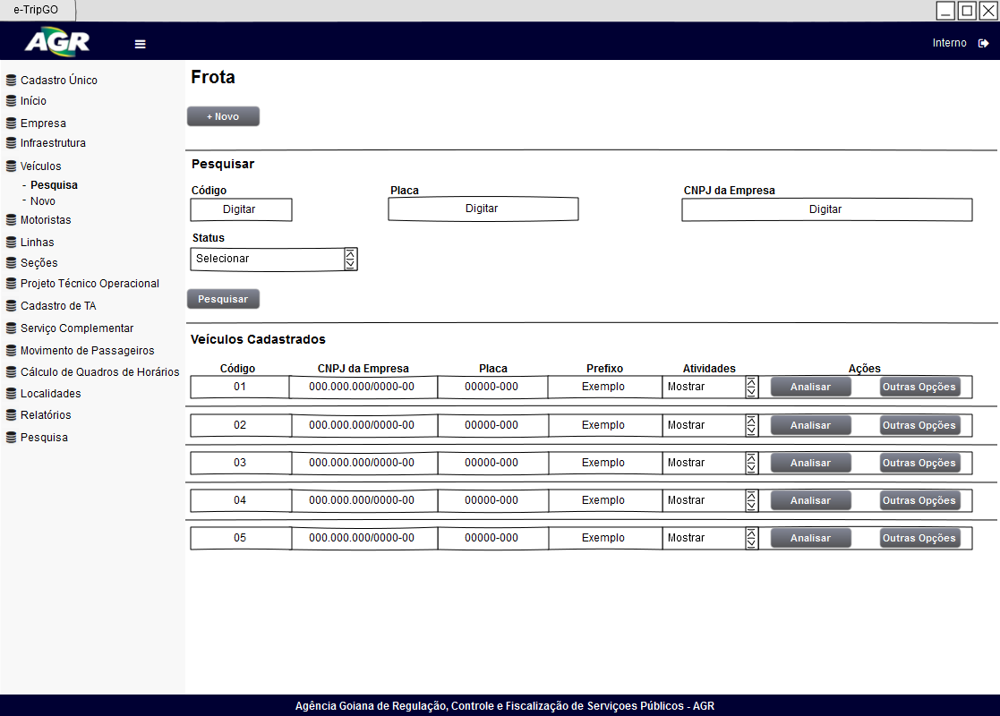 e-TripGO
AGR
Interno
Cadastro Único
Início
Empresa
Infraestrutura
Veículos
- Pesquisa
- Novo
Motoristas
Linhas
Seções
Projeto Técnico Operacional
Cadastro de TA
Serviço Complementar
Movimento de Passageiros
Cálculo de Quadros de Horários
Localidades
Relatórios
Pesquisa
Frota
+ Novo
Pesquisar
Código Placa CNPJ da Empresa
Digitar Digitar Digitar
Status
Selecionar
Pesquisar
Veículos Cadastrados
Código CNPJ da Empresa Placa Prefixo Atividades Ações
01 000.000.000/0000-00 00000-000 Exemplo Mostrar Analisar Outras Opções
02 000.000.000/0000-00 00000-000 Exemplo Mostrar Analisar Outras Opções
03 000.000.000/0000-00 00000-000 Exemplo Mostrar Analisar Outras Opções
04 000.000.000/0000-00 00000-000 Exemplo Mostrar Analisar Outras Opções
05 000.000.000/0000-00 00000-000 Exemplo Mostrar Analisar Outras Opções
Agência Goiana de Regulação, Controle e Fiscalização de Serviçoes Públicos - AGR